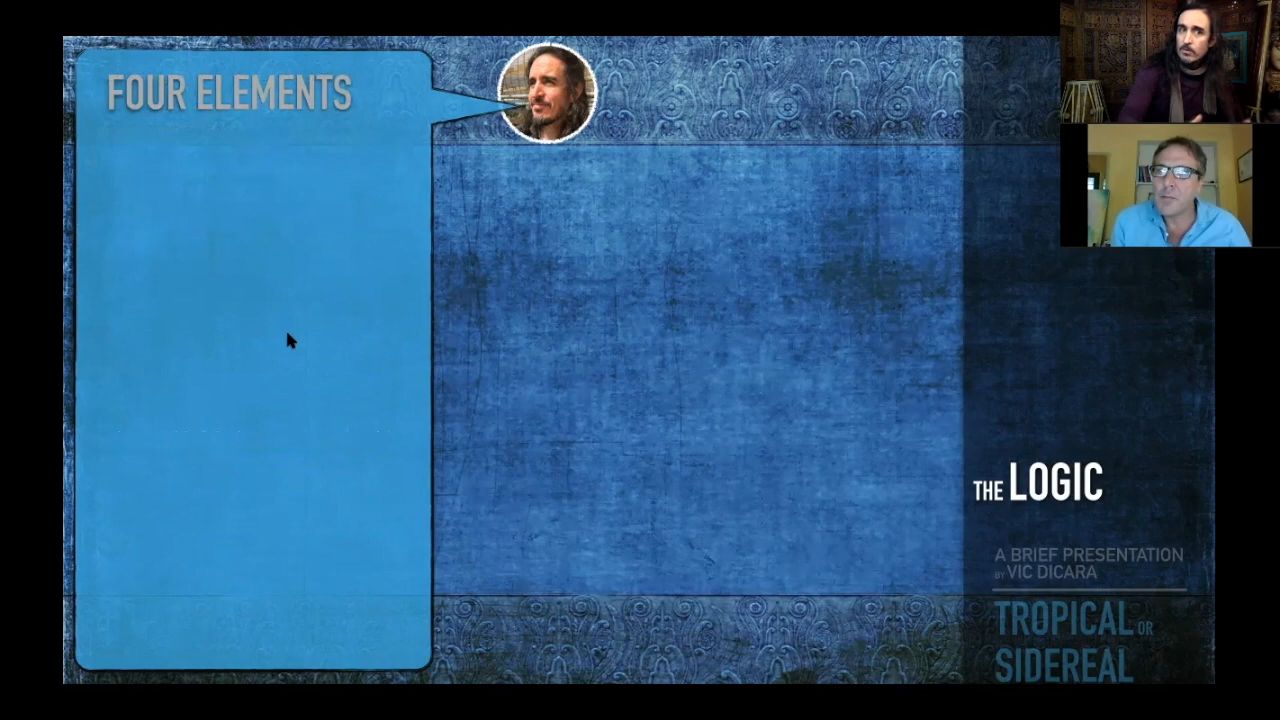 FOUR ELEMENTS
THE LOGIC
A BRIEF PRESENTATION
BY VIC DICARA
TROPICAL OR
SIDEREAL